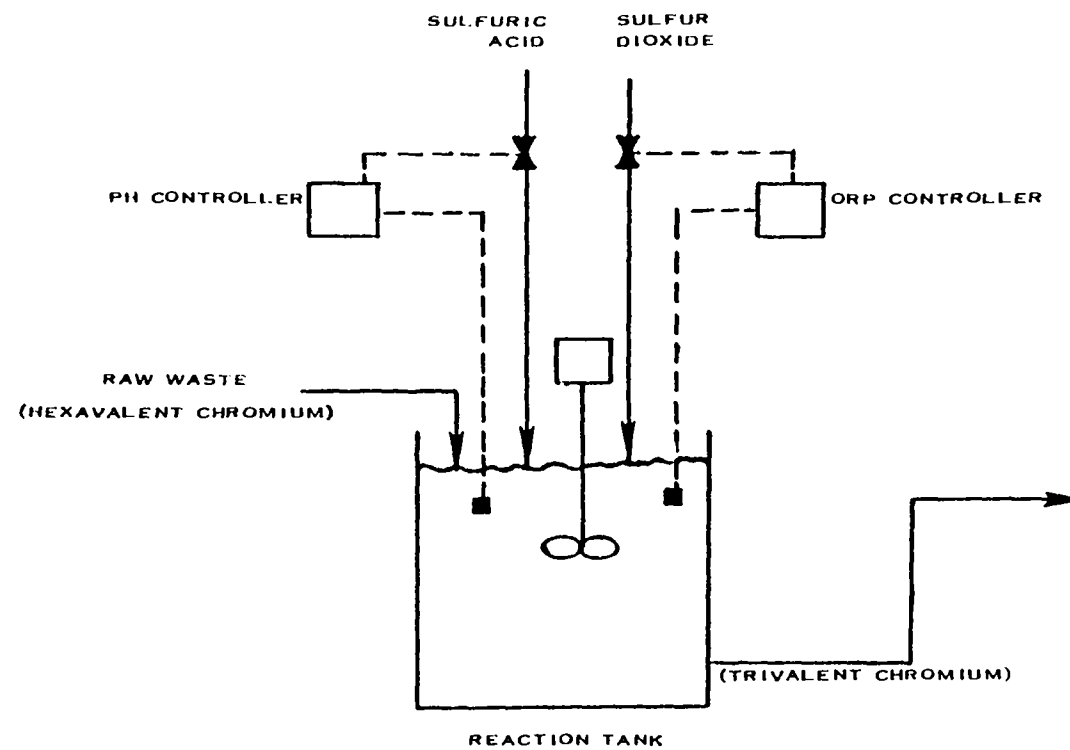 SULFURIC
ACID
SULFUR
DIOXIDE
PH CONTROLLER
ORP CONTROLLER
RAW WASTE
(HEXAVALENT CHROMIUM)
(TRIVALENT CHROMIUM)
REACTION TANK